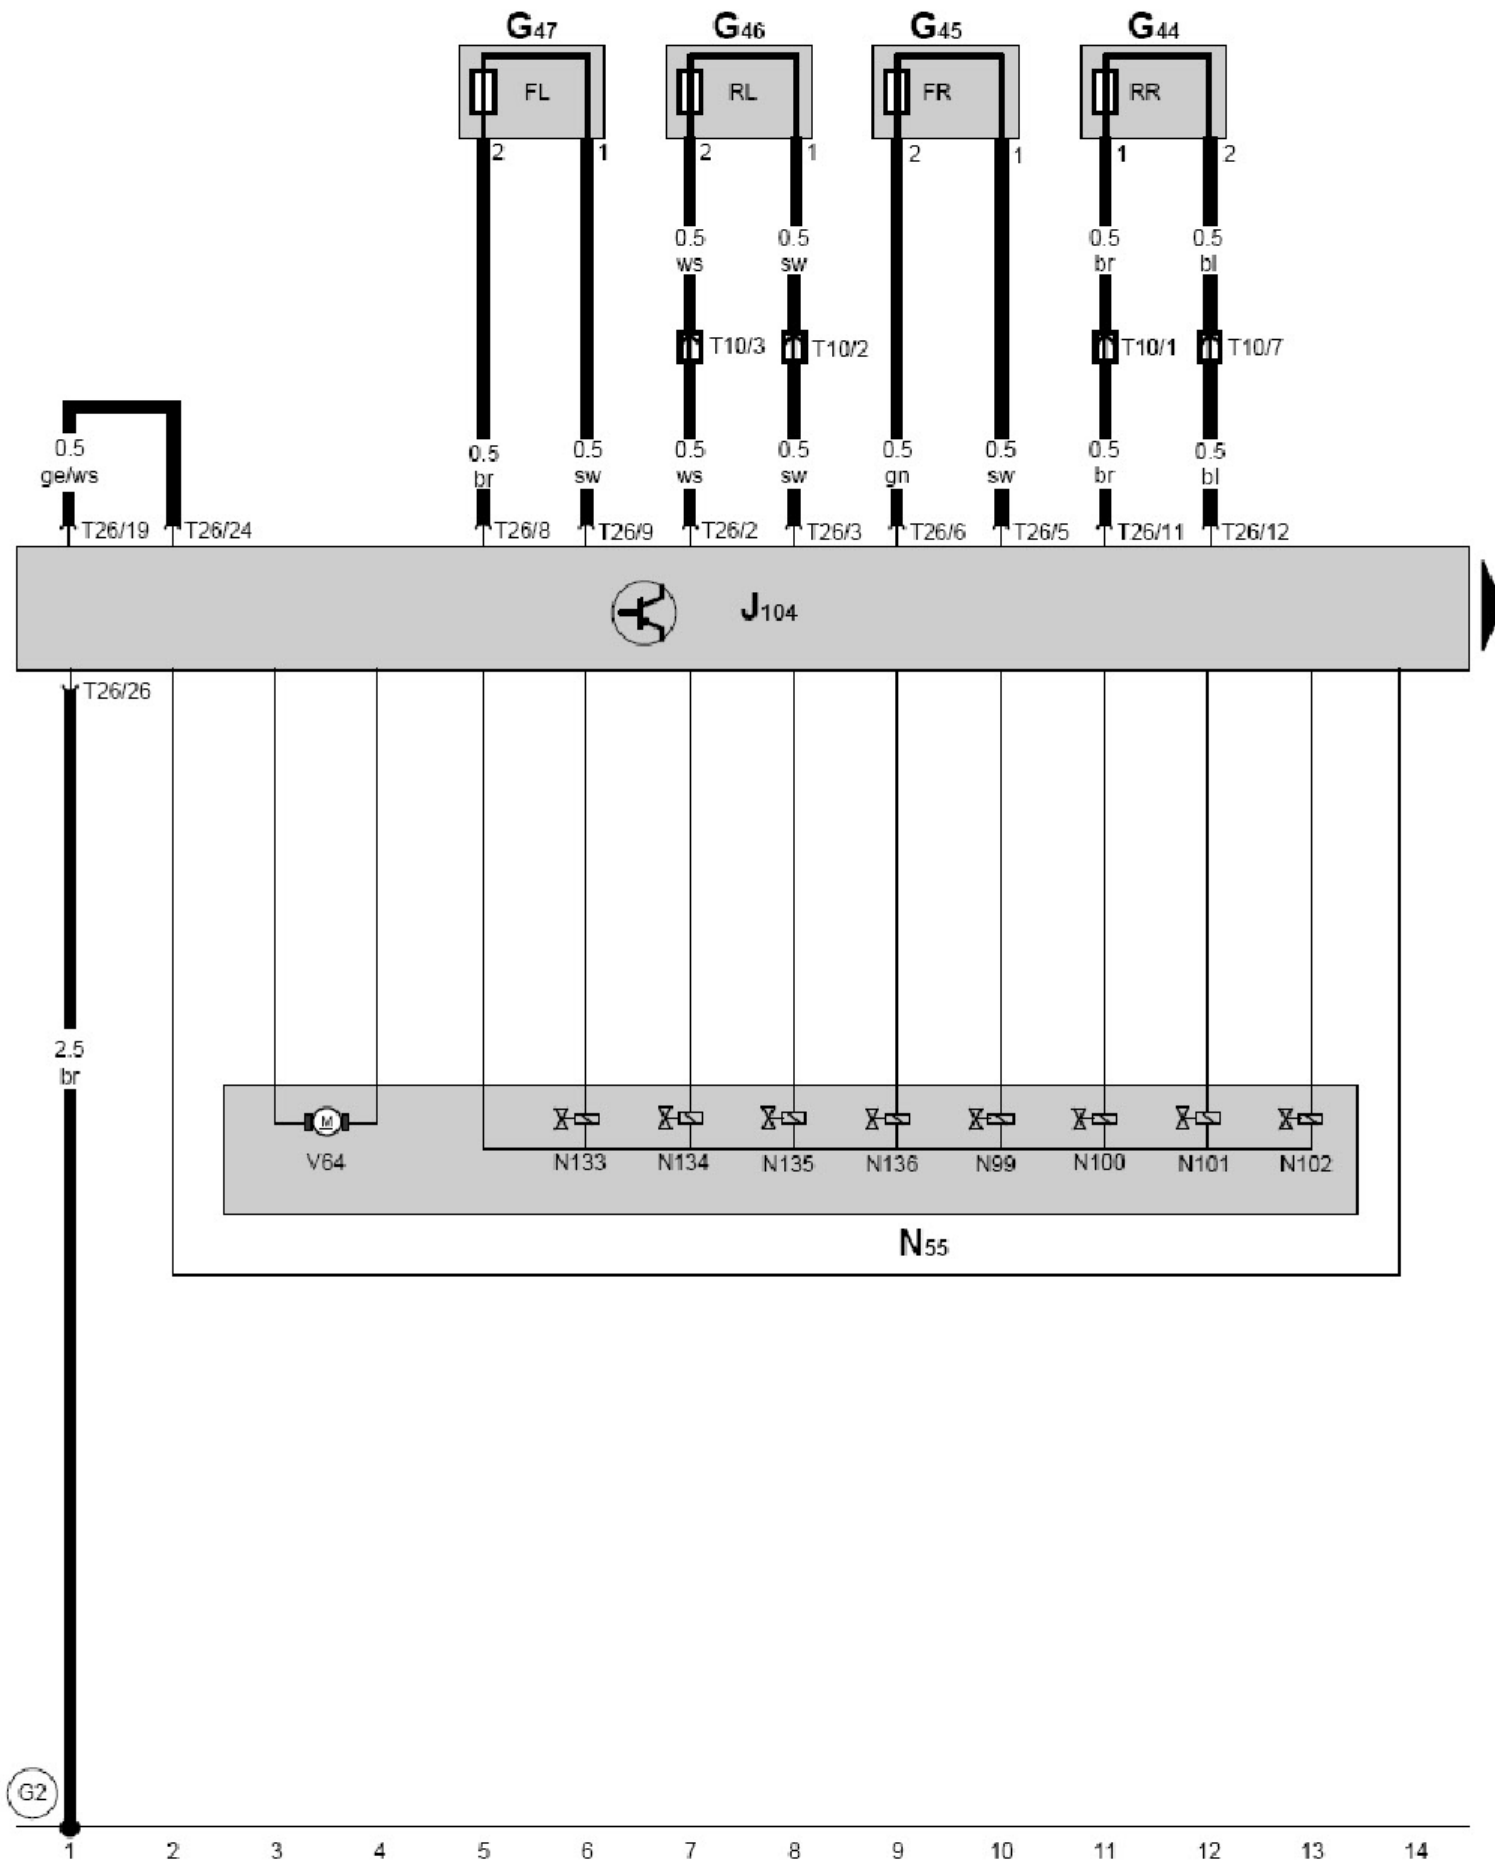 G47 G46 G45 G44
FL RL FR RR
2 1 2 1 2 1 1 2
0.5 0.5 0.5 0.5
ws sw br bl
T10/3 T10/2 T10/1 T10/7
0.5 0.5 0.5 0.5 0.5 0.5 0.5 0.5 0.5
ge/ws br sw ws sw gn sw br bl
T26/19 T26/24 T26/8 T26/9 T26/2 T26/3 T26/6 T26/5 T26/11 T26/12
J104
T26/26
2.5
br
M
V64 N133 N134 N135 N136 N99 N100 N101 N102
N55
G2
1 2 3 4 5 6 7 8 9 10 11 12 13 14